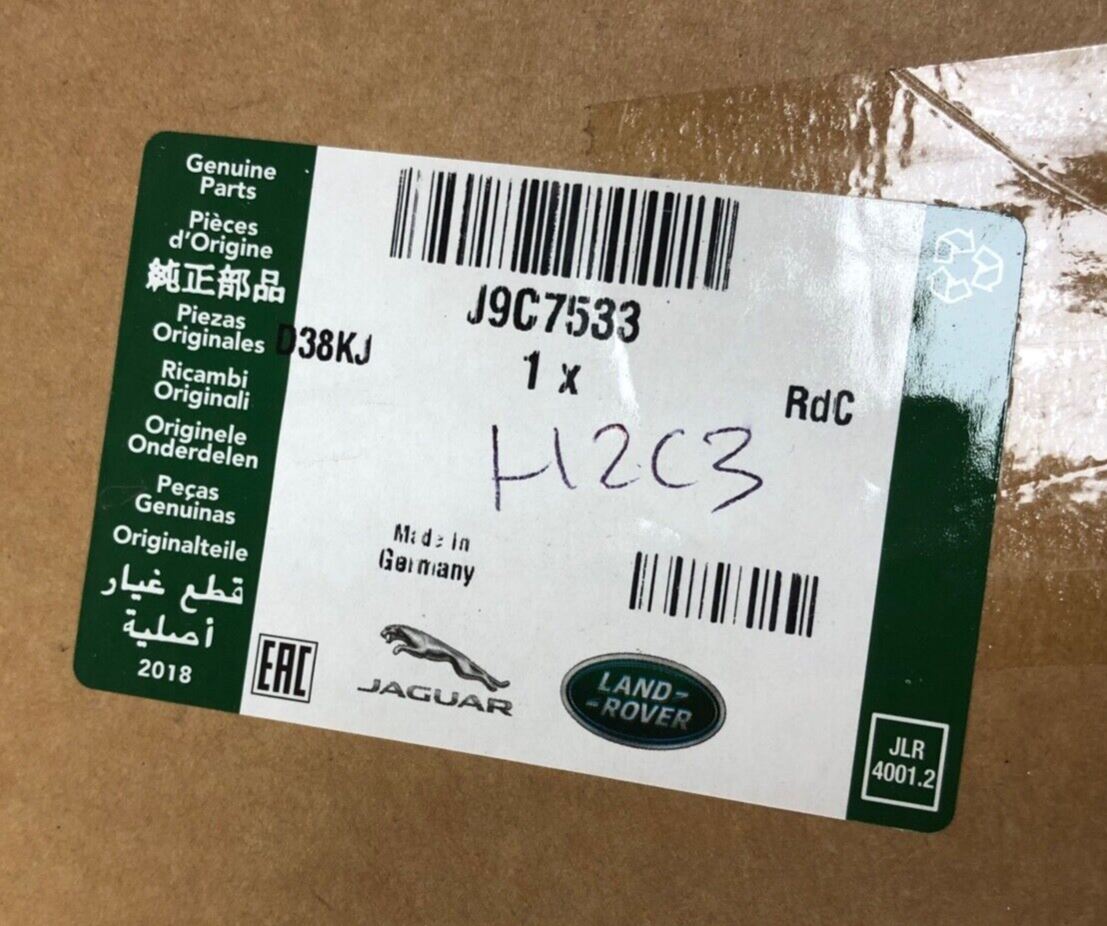 Genuine
Parts
Pièces
d'Origine
純正部品
Piezas
Originales
Ricambi
Originali
Originele
Onderdelen
Peças
Genuinas
Originalteile
قطع غيار
أصلية
2018
J9C7533
D38KJ
1 x
RdC
H2C3
Made In
Germany
EAC
JAGUAR
LAND-
-ROVER
JLR
4001.2